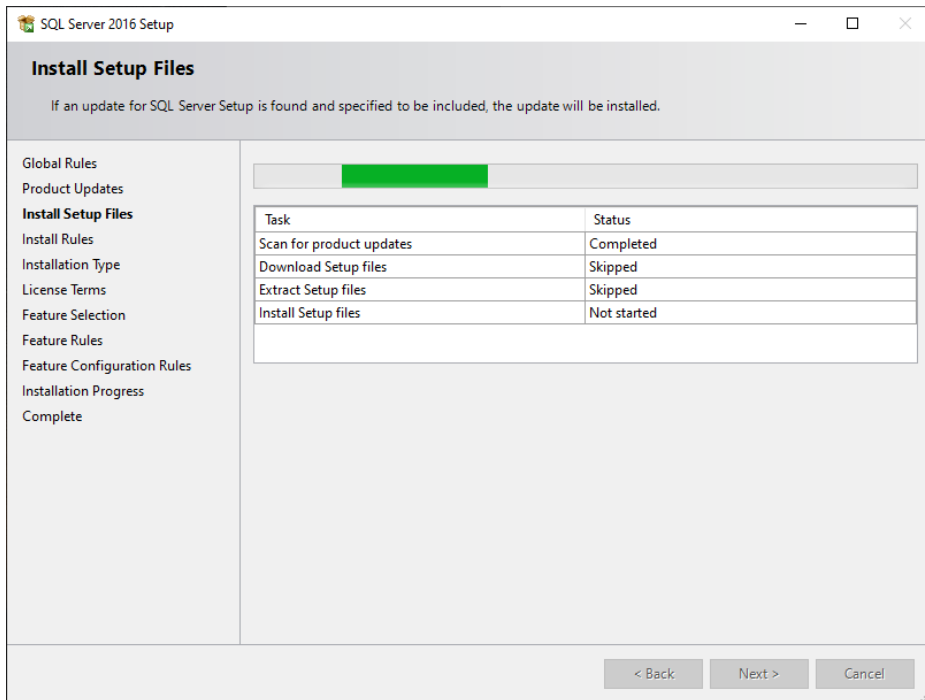 SQL Server 2016 Setup
Install Setup Files
If an update for SQL Server Setup is found and specified to be included, the update will be installed.
Global Rules
Product Updates
Install Setup Files
Install Rules
Installation Type
License Terms
Feature Selection
Feature Rules
Feature Configuration Rules
Installation Progress
Complete
Task Status
Scan for product updates Completed
Download Setup files Skipped
Extract Setup files Skipped
Install Setup files Not started
< Back Next > Cancel